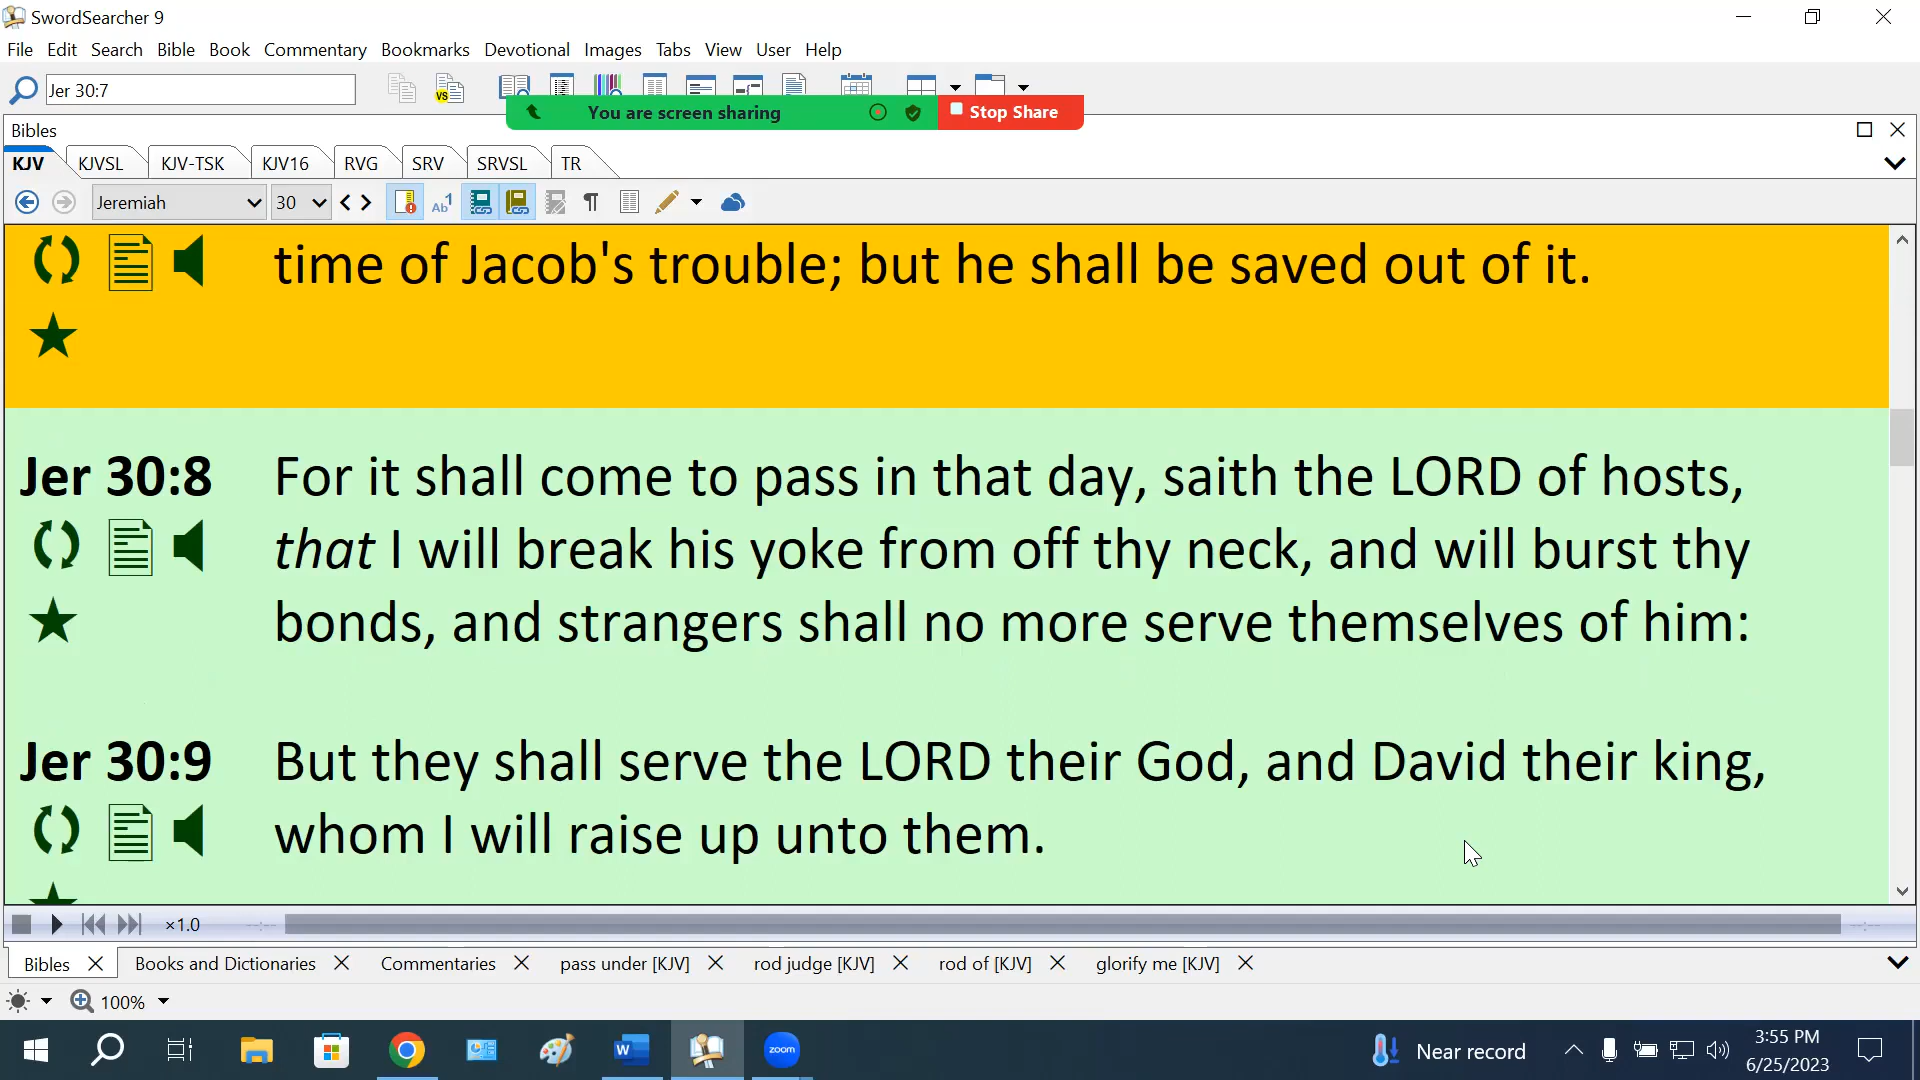 SwordSearcher 9
File Edit Search Bible Book Commentary Bookmarks Devotional Images Tabs View User Help
Jer 30:7
VS
You are screen sharing
Stop Share
Bibles
KJV KJVSL KJV-TSK KJV16 RVG SRV SRVSL TR
Jeremiah 30 Ab1 ¶
time of Jacob's trouble; but he shall be saved out of it.
Jer 30:8 For it shall come to pass in that day, saith the LORD of hosts,
that I will break his yoke from off thy neck, and will burst thy
bonds, and strangers shall no more serve themselves of him:
Jer 30:9 But they shall serve the LORD their God, and David their king,
whom I will raise up unto them.
×1.0 --:-- --:--
Bibles Books and Dictionaries Commentaries pass under [KJV] rod judge [KJV] rod of [KJV] glorify me [KJV]
100%
W
zoom
Near record
3:55 PM
6/25/2023